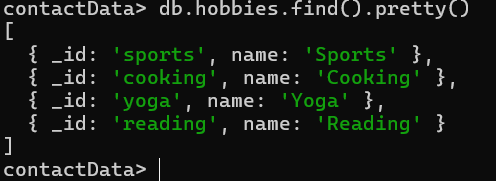 contactData> db.hobbies.find().pretty()
[
  { _id: 'sports', name: 'Sports' },
  { _id: 'cooking', name: 'Cooking' },
  { _id: 'yoga', name: 'Yoga' },
  { _id: 'reading', name: 'Reading' }
]
contactData>